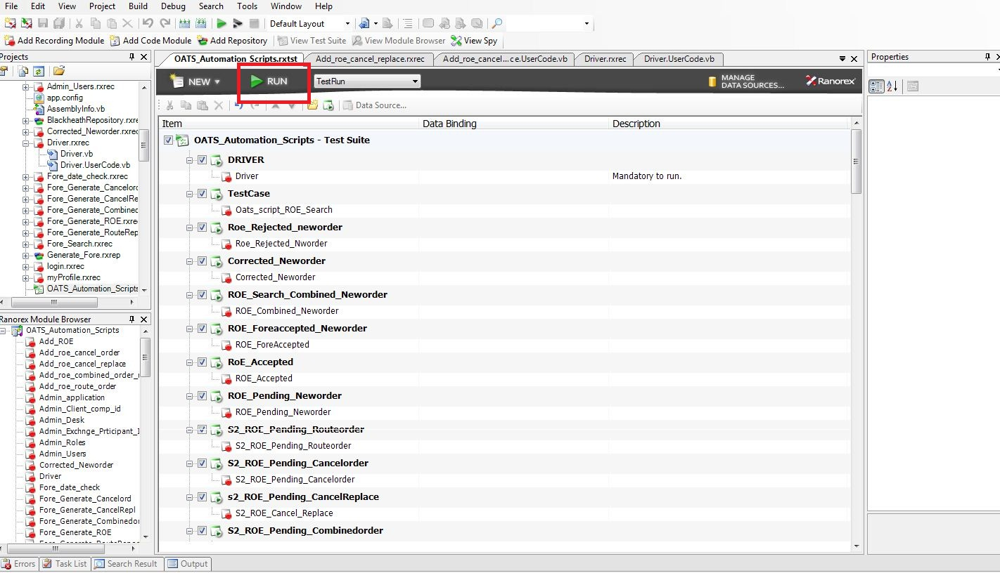 File Edit View Project Build Debug Search Tools Window Help
Default Layout
Add Recording Module Add Code Module Add Repository View Test Suite View Module Browser View Spy
Projects
Admin_Users.rxrec
app.config
AssemblyInfo.vb
BlackheathRepository.rxre
Corrected_Neworder.rxrec
Driver.rxrec
Driver.vb
Driver.UserCode.vb
Fore_date_check.rxrec
Fore_Generate_Cancelorc
Fore_Generate_CancelRe
Fore_Generate_Combined
Fore_Generate_ROE.rxre
Fore_Generate_RouteRep
Fore_Search.rxrec
Generate_Fore.rxrep
login.rxrec
myProfile.rxrec
OATS_Automation_Scripts
Ranorex Module Browser
OATS_Automation_Scripts
Add_ROE
Add_roe_cancel_order
Add_roe_cancel_replace
Add_roe_combined_order_
Add_roe_route_order
Admin_application
Admin_Client_comp_id
Admin_Desk
Admin_Exchnge_Prticipant_I
Admin_Roles
Admin_Users
Corrected_Neworder
Driver
Fore_date_check
Fore_Generate_Cancelord
Fore_Generate_CancelRepl
Fore_Generate_Combinedor
Fore_Generate_ROE
OATS_Automation_Scripts.rxtst Add_roe_cancel_replace.rxrec Add_roe_cancel...ce.UserCode.vb Driver.rxrec Driver.UserCode.vb
NEW RUN TestRun MANAGE
DATA SOURCES... Ranorex
Data Source...
Item Data Binding Description
OATS_Automation_Scripts - Test Suite
DRIVER
Driver Mandatory to run.
TestCase
Oats_script_ROE_Search
Roe_Rejected_neworder
Roe_Rejected_Nworder
Corrected_Neworder
Corrected_Neworder
ROE_Search_Combined_Neworder
ROE_Combined_Neworder
ROE_Foreaccepted_Neworder
ROE_ForeAccepted
RoE_Accepted
ROE_Accepted
ROE_Pending_Neworder
ROE_Pending_Neworder
S2_ROE_Pending_Routeorder
S2_ROE_Pending_Routeorder
S2_ROE_Pending_Cancelorder
S2_ROE_Pending_Cancelorder
s2_ROE_Pending_CancelReplace
S2_ROE_Cancel_Replace
S2_ROE_Pending_Combinedorder
Properties
Errors Task List Search Result Output